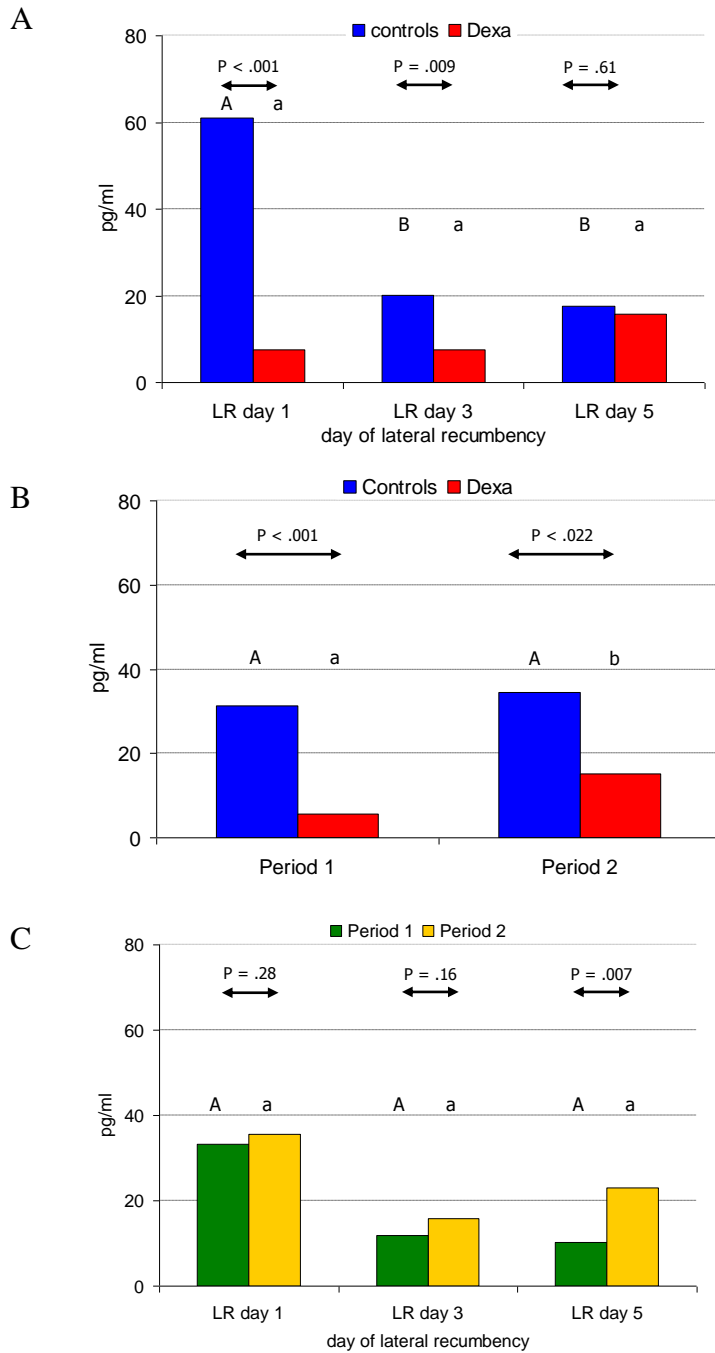 A
controls Dexa
80
P < .001 P = .009 P = .61
A a
60
pg/ml
40
B a B a
20
0
LR day 1 LR day 3 LR day 5
day of lateral recumbency
B
Controls Dexa
80
P < .001 P < .022
60
pg/ml
A a A b
40
20
0
Period 1 Period 2
C
Period 1 Period 2
80
P = .28 P = .16 P = .007
60
pg/ml
A a A a A a
40
20
0
LR day 1 LR day 3 LR day 5
day of lateral recumbency